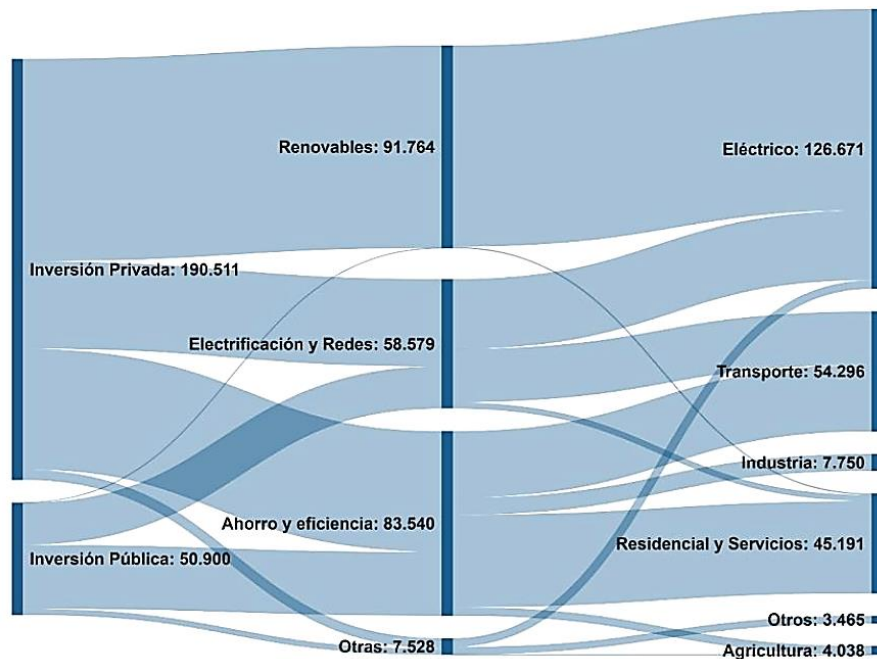 Inversión Privada: 190.511
Inversión Pública: 50.900
Renovables: 91.764
Electrificación y Redes: 58.579
Ahorro y eficiencia: 83.540
Otras: 7.528
Eléctrico: 126.671
Transporte: 54.296
Industria: 7.750
Residencial y Servicios: 45.191
Otros: 3.465
Agricultura: 4.038